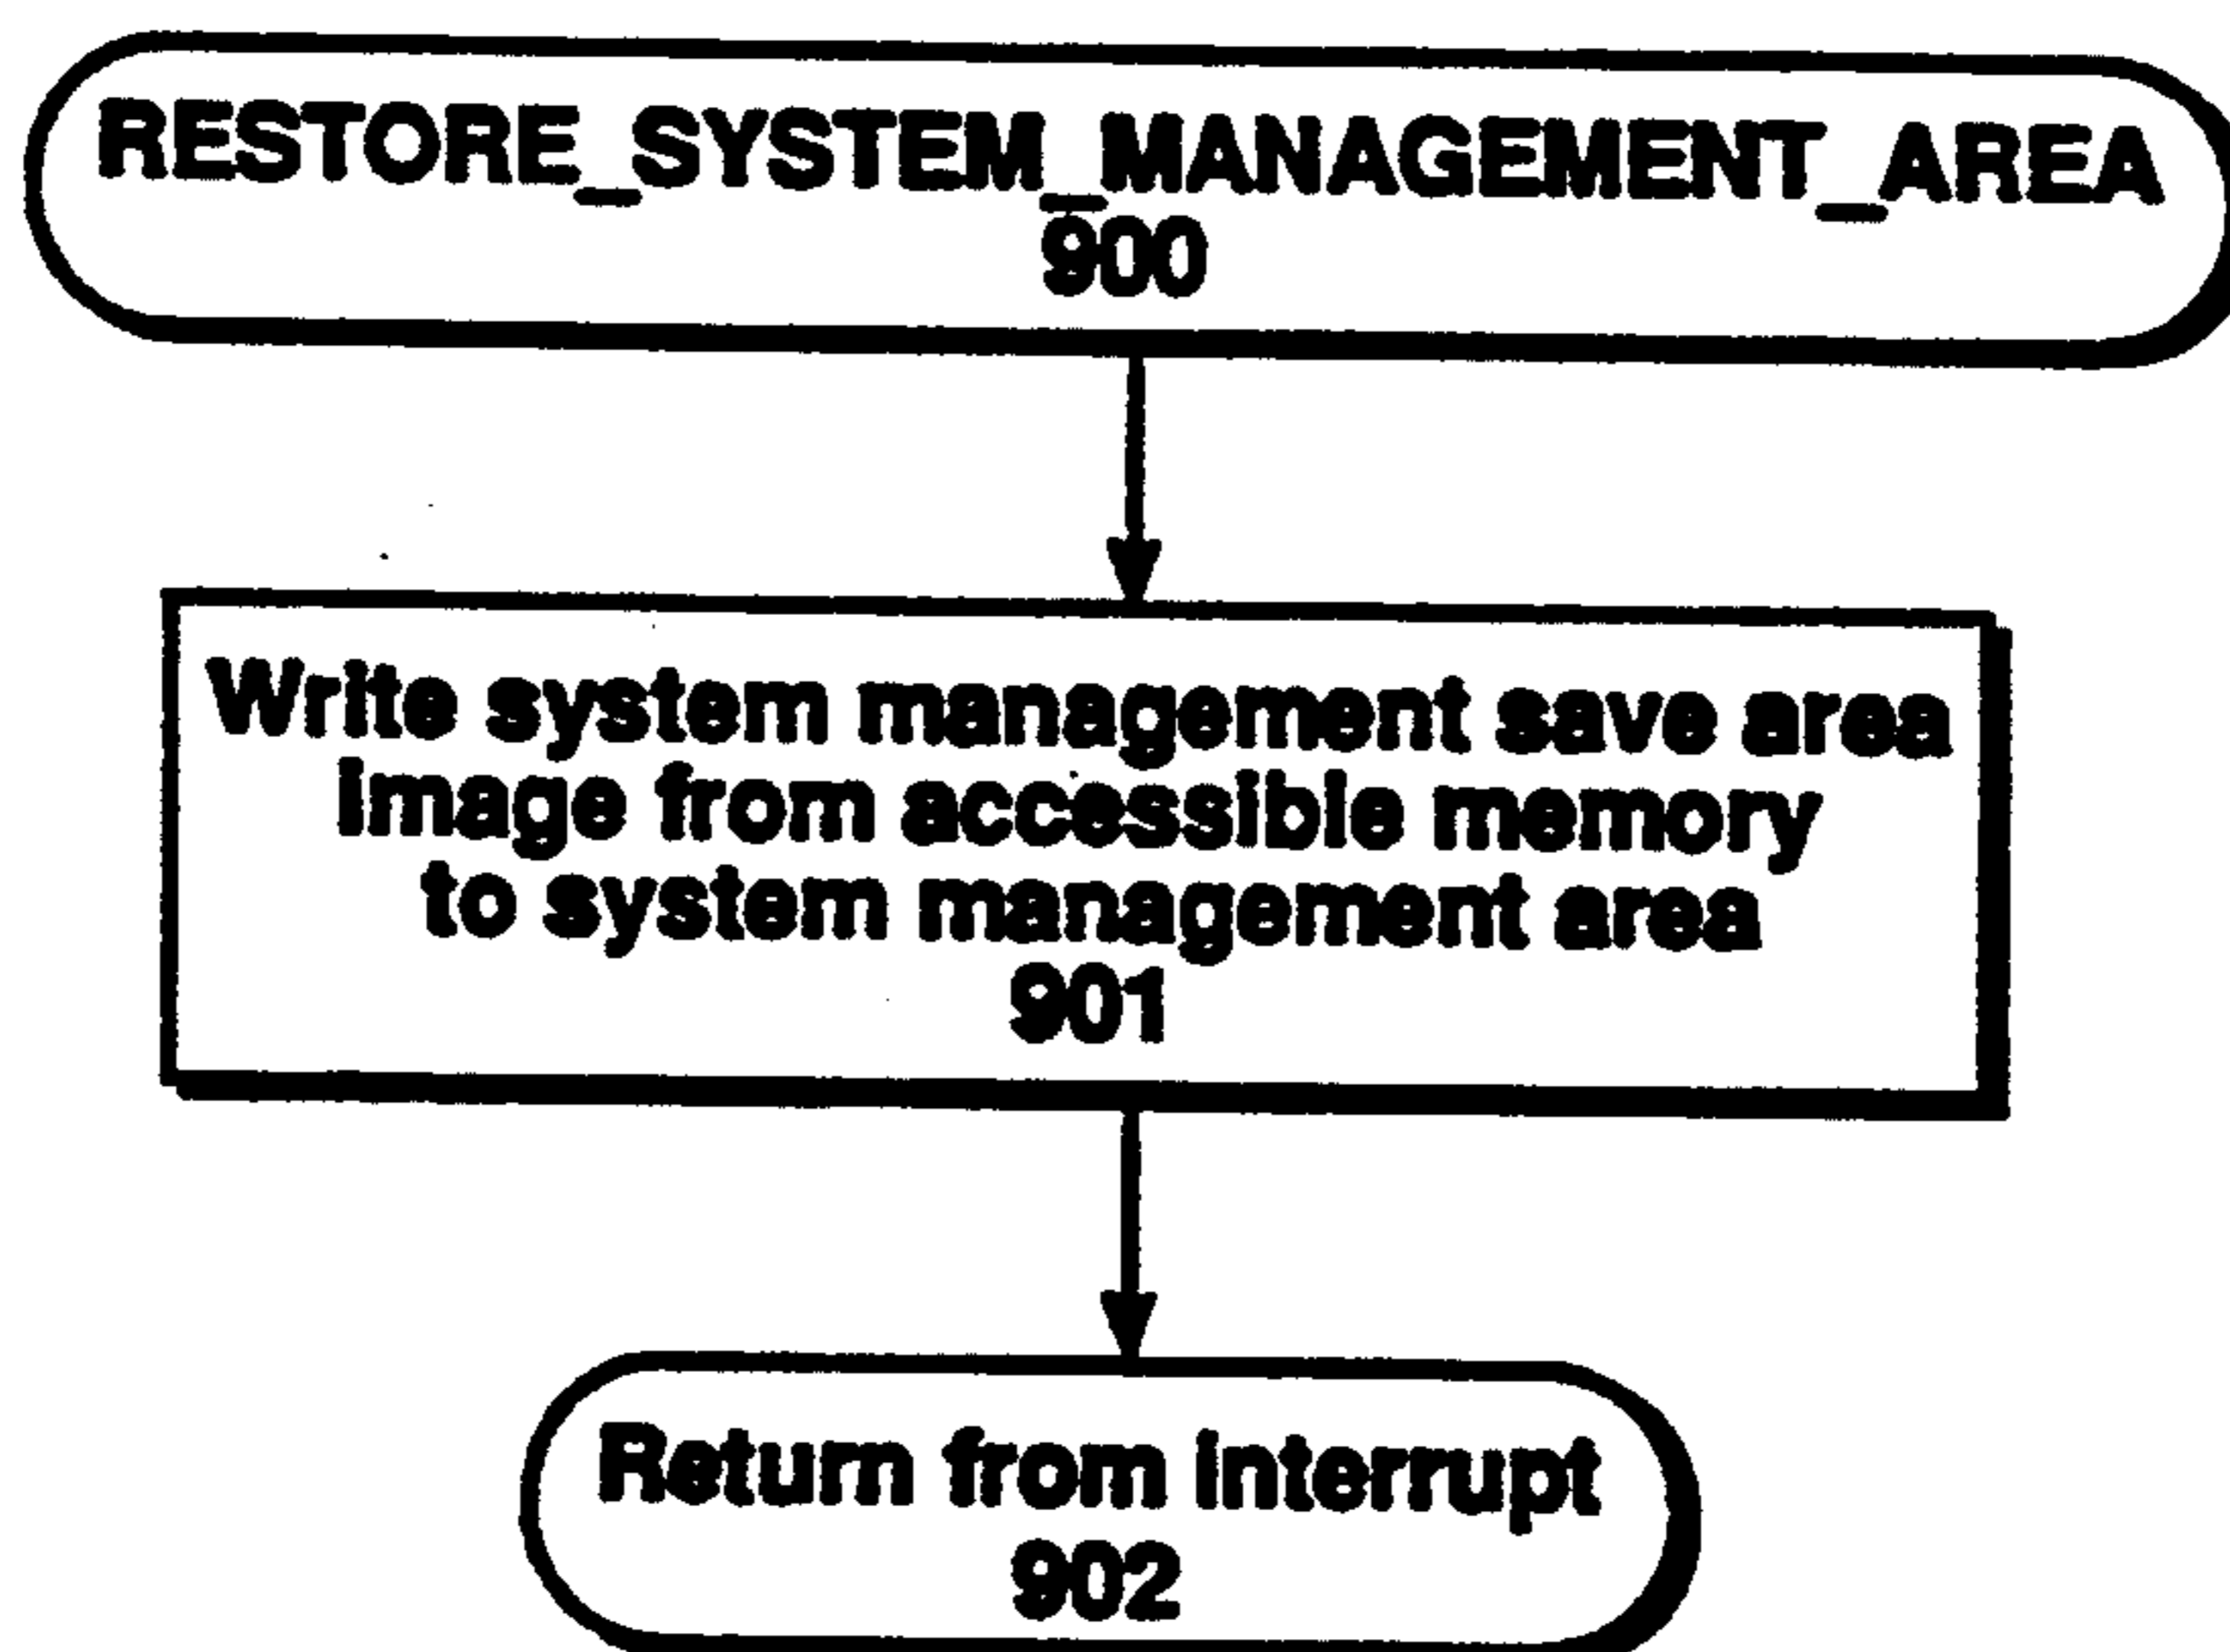 RESTORE_SYSTEM_MANAGEMENT_AREA
900
Write system management save area
image from accessible memory
to system management area
901
Return from interrupt
902